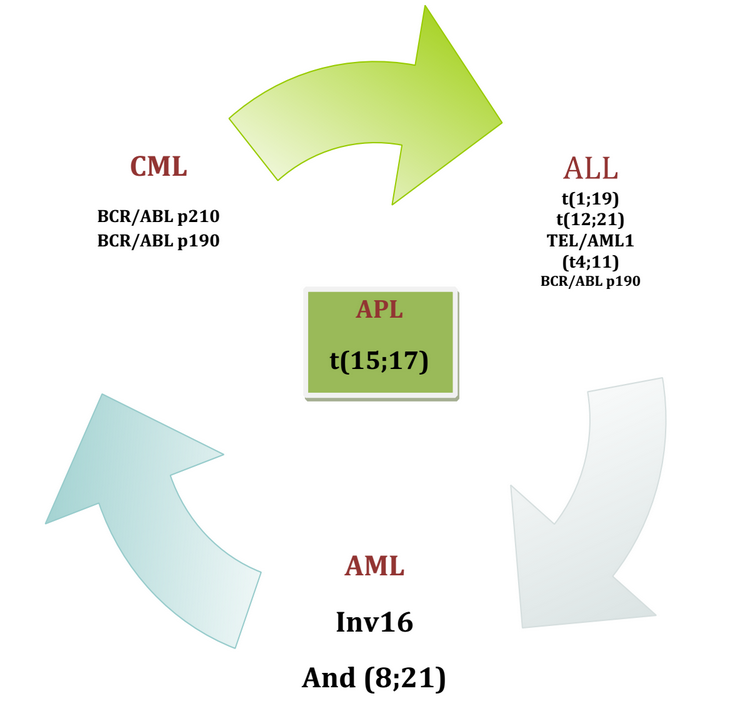 CML
BCR/ABL p210
BCR/ABL p190
ALL
t(1;19)
t(12;21)
TEL/AML1
(t4;11)
BCR/ABL p190
APL
t(15;17)
AML
Inv16
And (8;21)